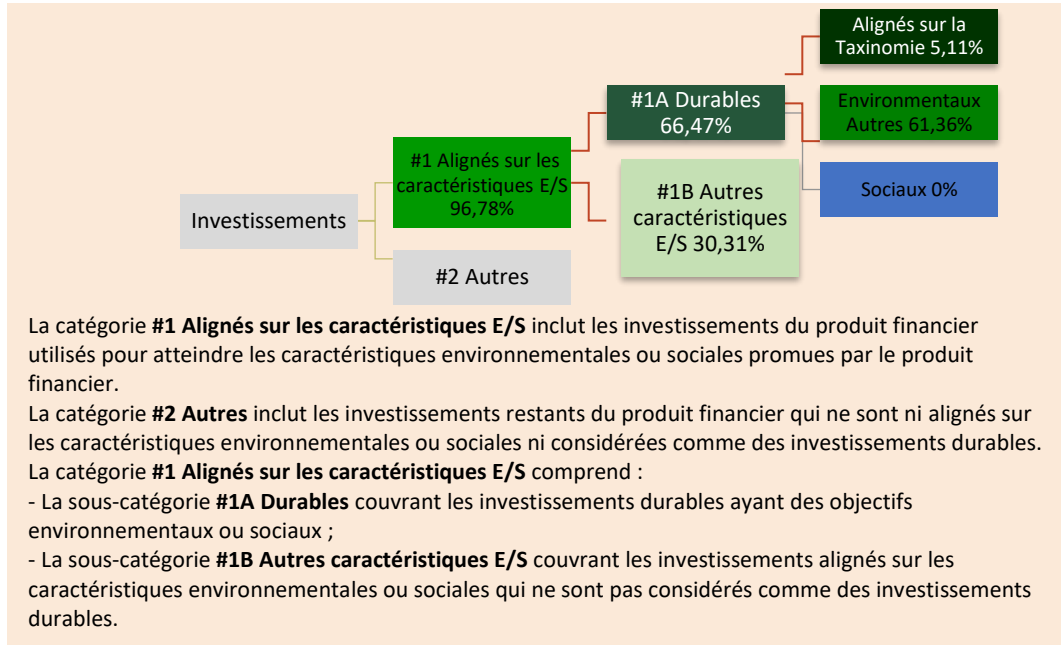 Alignés sur la
Taxinomie 5,11%
#1A Durables
66,47%
Environmentaux
Autres 61,36%
#1 Alignés sur les
caractéristiques E/S
96,78%
#1B Autres
caractéristiques
E/S 30,31%
Sociaux 0%
Investissements
#2 Autres
La catégorie #1 Alignés sur les caractéristiques E/S inclut les investissements du produit financier
utilisés pour atteindre les caractéristiques environnementales ou sociales promues par le produit
financier.
La catégorie #2 Autres inclut les investissements restants du produit financier qui ne sont ni alignés sur
les caractéristiques environnementales ou sociales ni considérées comme des investissements durables.
La catégorie #1 Alignés sur les caractéristiques E/S comprend :
- La sous-catégorie #1A Durables couvrant les investissements durables ayant des objectifs
environnementaux ou sociaux ;
- La sous-catégorie #1B Autres caractéristiques E/S couvrant les investissements alignés sur les
caractéristiques environnementales ou sociales qui ne sont pas considérés comme des investissements
durables.